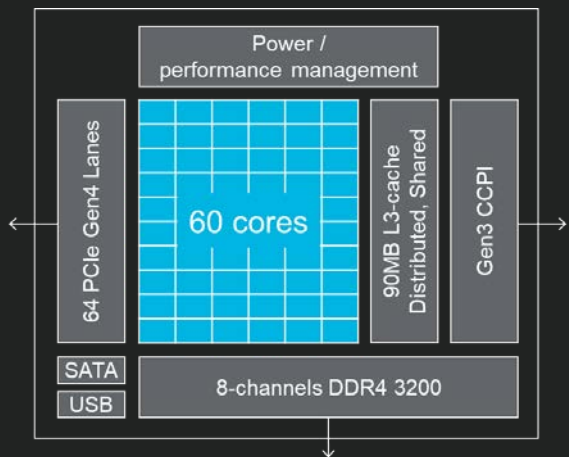 Power /
performance management
64 PCIe Gen4 Lanes
60 cores
90MB L3-cache
Distributed, Shared
Gen3 CCPI
SATA
USB
8-channels DDR4 3200